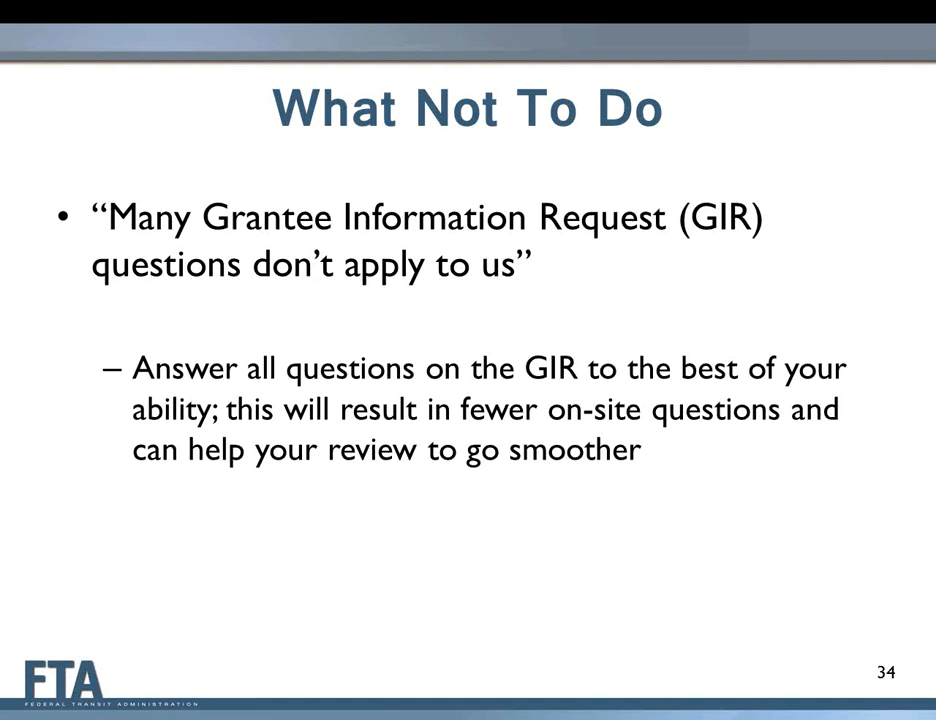 What Not To Do
• “Many Grantee Information Request (GIR)
questions don’t apply to us”
– Answer all questions on the GIR to the best of your
ability; this will result in fewer on-site questions and
can help your review to go smoother
34
FTA
FEDERAL TRANSIT ADMINISTRATION